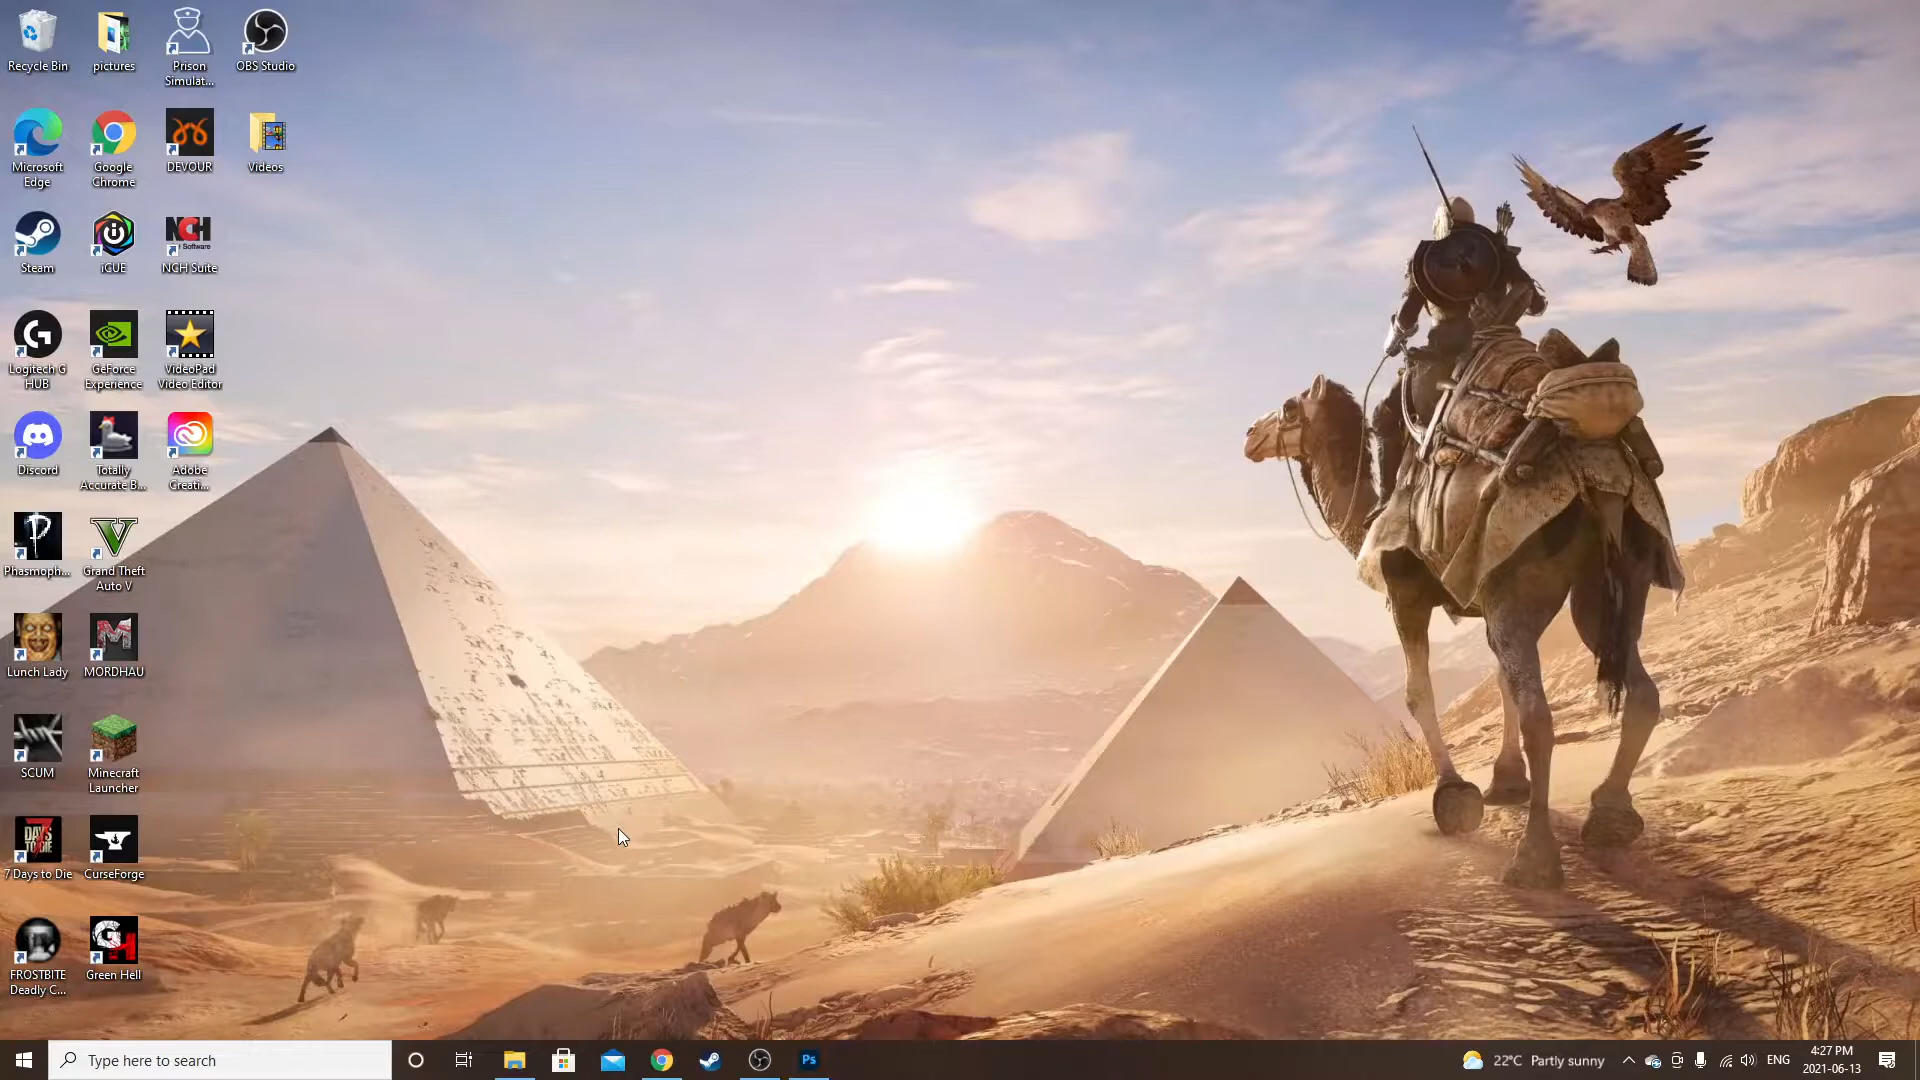 Recycle Bin
pictures
Prison
Simulat...
OBS Studio
Microsoft
Edge
Google
Chrome
DEVOUR
Videos
Steam
iCUE
NCH
Software
NCH Suite
Logitech G
HUB
GeForce
Experience
VideoPad
Video Editor
Discord
Totally
Accurate B...
Adobe
Creati...
Phasmoph...
Grand Theft
Auto V
Lunch Lady
MORDHAU
SCUM
Minecraft
Launcher
DAYS
TO DIE
7 Days to Die
CurseForge
FROSTBITE
Deadly C...
GH
Green Hell
Type here to search
Ps
22°C Partly sunny
ENG
4:27 PM
2021-06-13